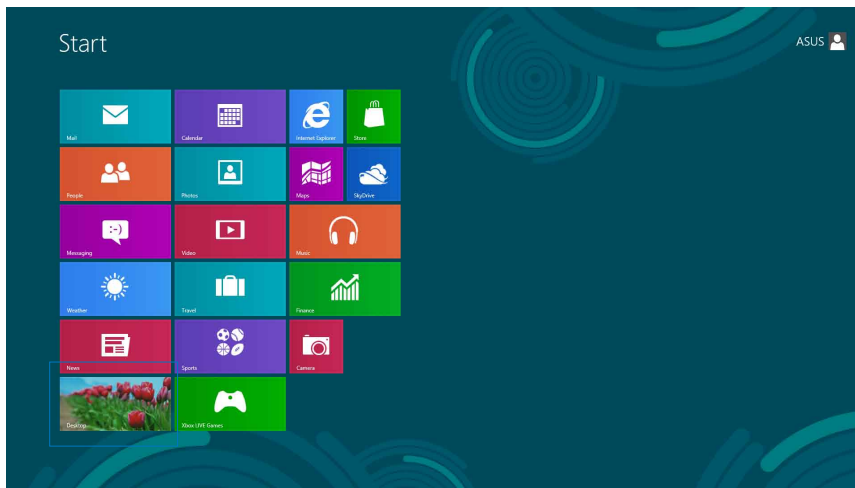 Start
ASUS
Mail
Calendar
Internet Explorer
Store
People
Photos
Maps
SkyDrive
Messaging
:-)
Video
Music
Weather
Travel
Finance
News
Sports
Camera
Desktop
Xbox LIVE Games